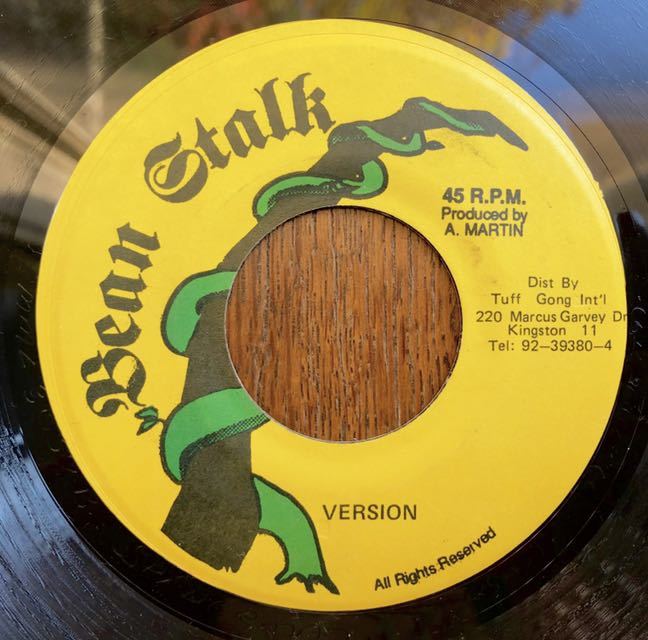 Bean Stalk
45 R.P.M.
Produced by
A. MARTIN
Dist By
Tuff Gong Int'l
220 Marcus Garvey Dr
Kingston 11
Tel: 92-39380-4
VERSION
All Rights Reserved